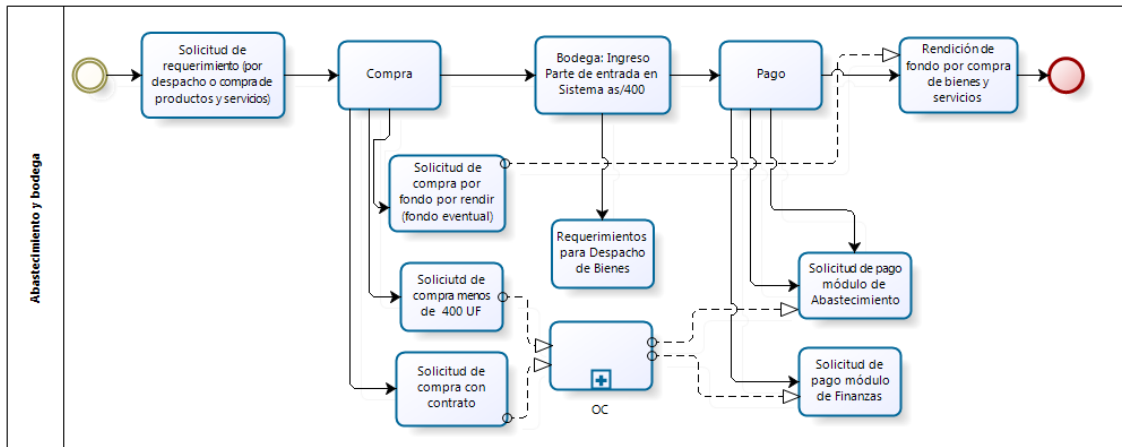 Abastecimiento y bodega
Solicitud de
requerimiento (por
despacho o compra de
productos y servicios)
Compra
Bodega: Ingreso
Parte de entrada en
Sistema as/400
Pago
Rendición de
fondo por compra
de bienes y
servicios
Solicitud de
compra por
fondo por rendir
(fondo eventual)
Requerimientos
para Despacho
de Bienes
Solicitud de pago
módulo de
Abastecimiento
Soliciutd de
compra menos
de 400 UF
Solicitud de
compra con
contrato
OC
Solicitud de
pago módulo
de Finanzas